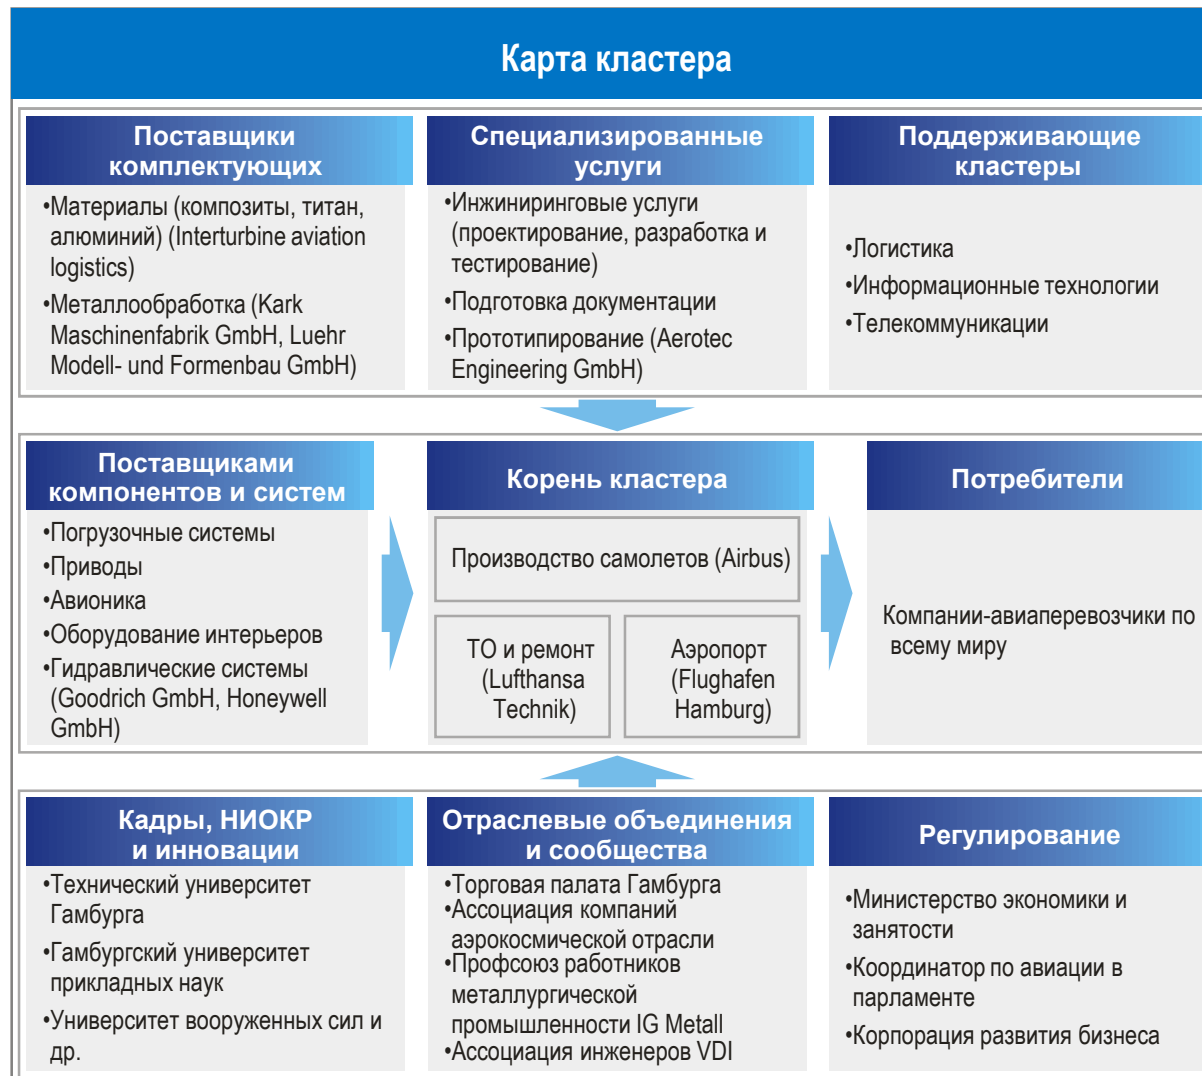 Карта кластера
Поставщики
комплектующих
•Материалы (композиты, титан,
алюминий) (Interturbine aviation
logistics)
•Металлообработка (Kark
Maschinenfabrik GmbH, Luehr
Modell- und Formenbau GmbH)
Специализированные
услуги
•Инжиниринговые услуги
(проектирование, разработка и
тестирование)
•Подготовка документации
•Прототипирование (Aerotec
Engineering GmbH)
Поддерживающие
кластеры
•Логистика
•Информационные технологии
•Телекоммуникации
Поставщиками
компонентов и систем
•Погрузочные системы
•Приводы
•Авионика
•Оборудование интерьеров
•Гидравлические системы
(Goodrich GmbH, Honeywell
GmbH)
Корень кластера
Производство самолетов (Airbus)
ТО и ремонт
(Lufthansa
Technik)
Аэропорт
(Flughafen
Hamburg)
Потребители
Компании-авиаперевозчики по
всему миру
Кадры, НИОКР
и инновации
•Технический университет
Гамбурга
•Гамбургский университет
прикладных наук
•Университет вооруженных сил и
др.
Отраслевые объединения
и сообщества
•Торговая палата Гамбурга
•Ассоциация компаний
аэрокосмической отрасли
•Профсоюз работников
металлургической
промышленности IG Metall
•Ассоциация инженеров VDI
Регулирование
•Министерство экономики и
занятости
•Координатор по авиации в
парламенте
•Корпорация развития бизнеса